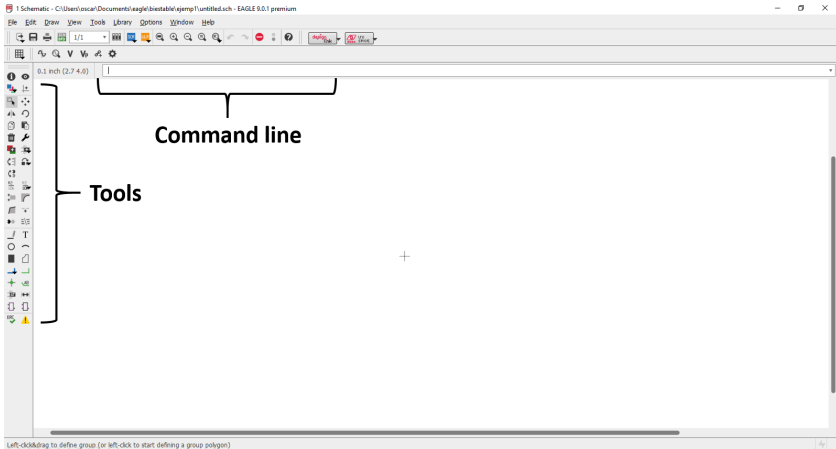 1 Schematic - C:\Users\oscar\Documents\eagle\biestable\ejemp1\untitled.sch - EAGLE 9.0.1 premium
File Edit Draw View Tools Library Options Window Help
1/1
0.1 inch (2.7 4.0)
Command line
Tools
Left-click&drag to define group (or left-click to start defining a group polygon)